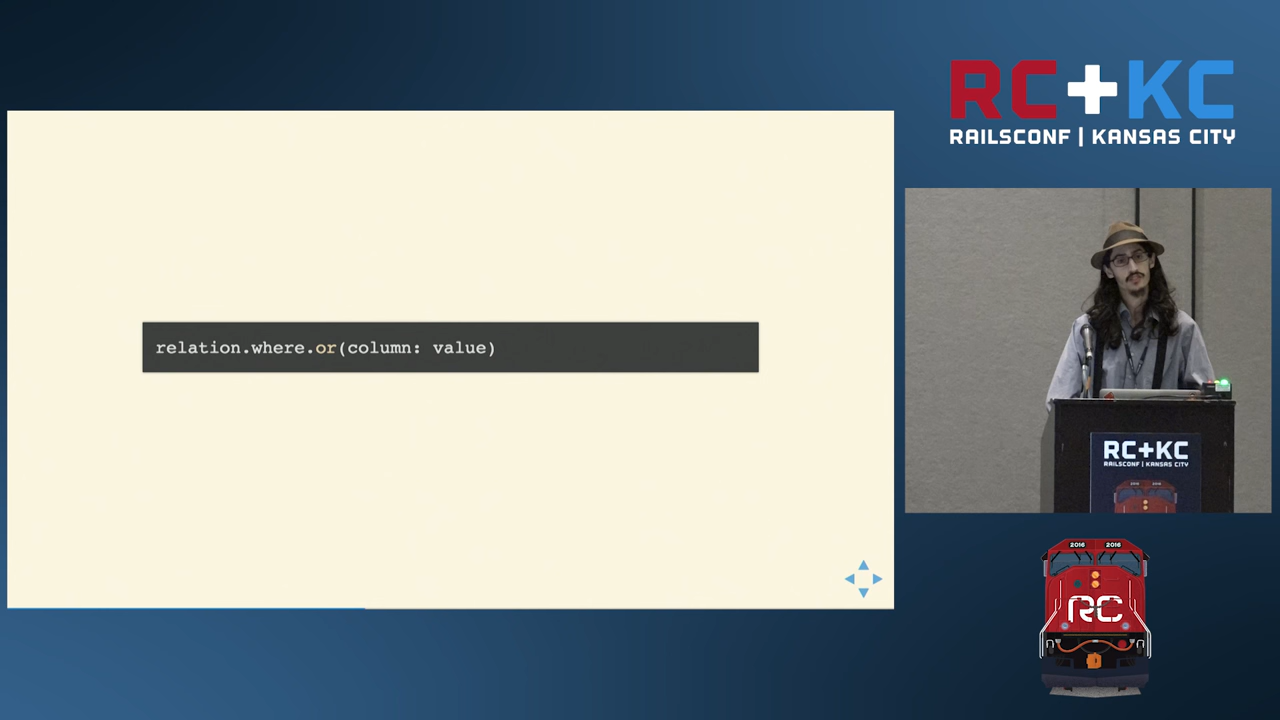 relation.where.or(column: value)
RC+KC
RAILSCONF | KANSAS CITY
RC+KC
RAILSCONF | KANSAS CITY
2016 2016
RC